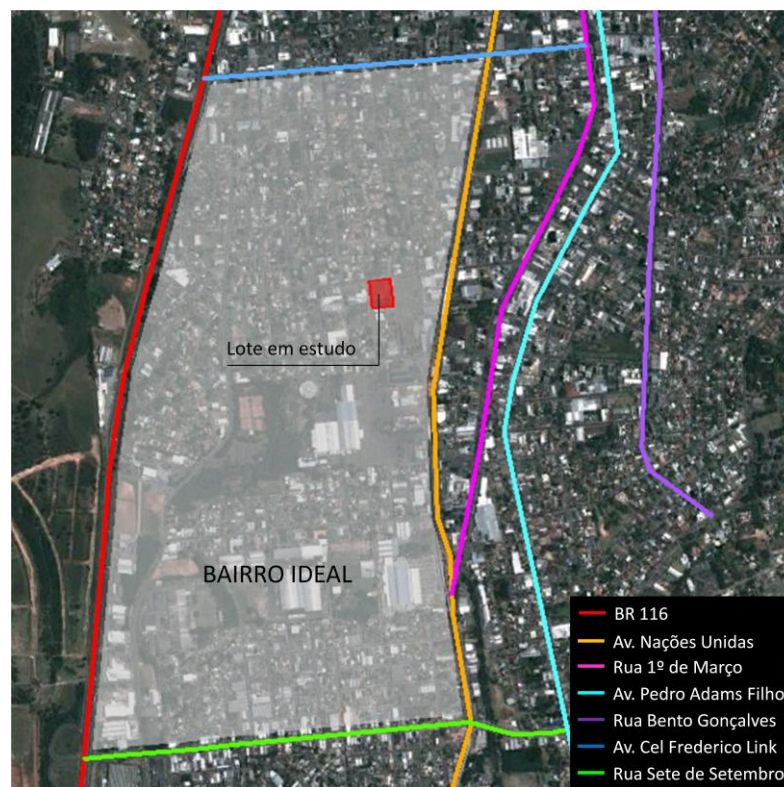 Lote em estudo
BAIRRO IDEAL
BR 116
Av. Nações Unidas
Rua 1º de Março
Av. Pedro Adams Filho
Rua Bento Gonçalves
Av. Cel Frederico Link
Rua Sete de Setembro